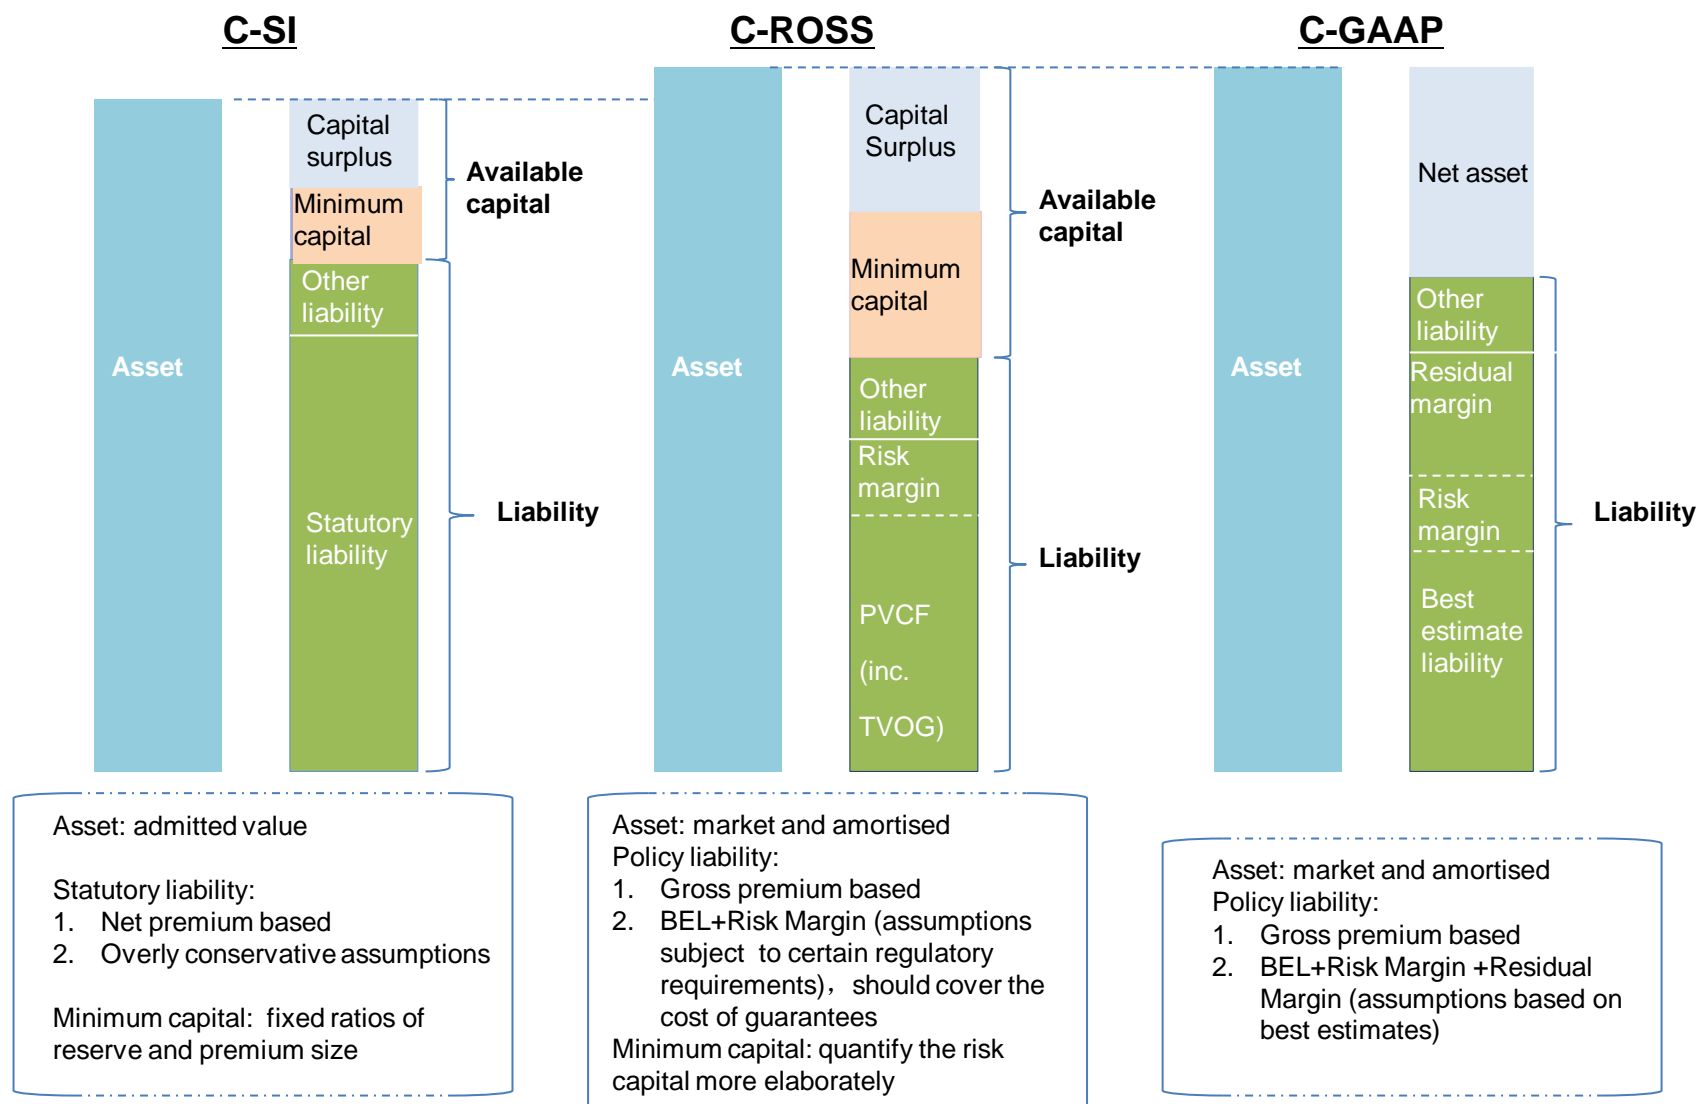 C-SI
C-ROSS
C-GAAP
Asset
Capital
surplus
Minimum
capital
Other
liability
Statutory
liability
Available
capital
Liability
Asset
Capital
Surplus
Minimum
capital
Other
liability
Risk
margin
PVCF
(inc.
TVOG)
Available
capital
Liability
Asset
Net asset
Other
liability
Residual
margin
Risk
margin
Best
estimate
liability
Liability
Asset: admitted value
Statutory liability:
1. Net premium based
2. Overly conservative assumptions
Minimum capital: fixed ratios of
reserve and premium size
Asset: market and amortised
Policy liability:
1. Gross premium based
2. BEL+Risk Margin (assumptions
subject to certain regulatory
requirements)，should cover the
cost of guarantees
Minimum capital: quantify the risk
capital more elaborately
Asset: market and amortised
Policy liability:
1. Gross premium based
2. BEL+Risk Margin +Residual
Margin (assumptions based on
best estimates)